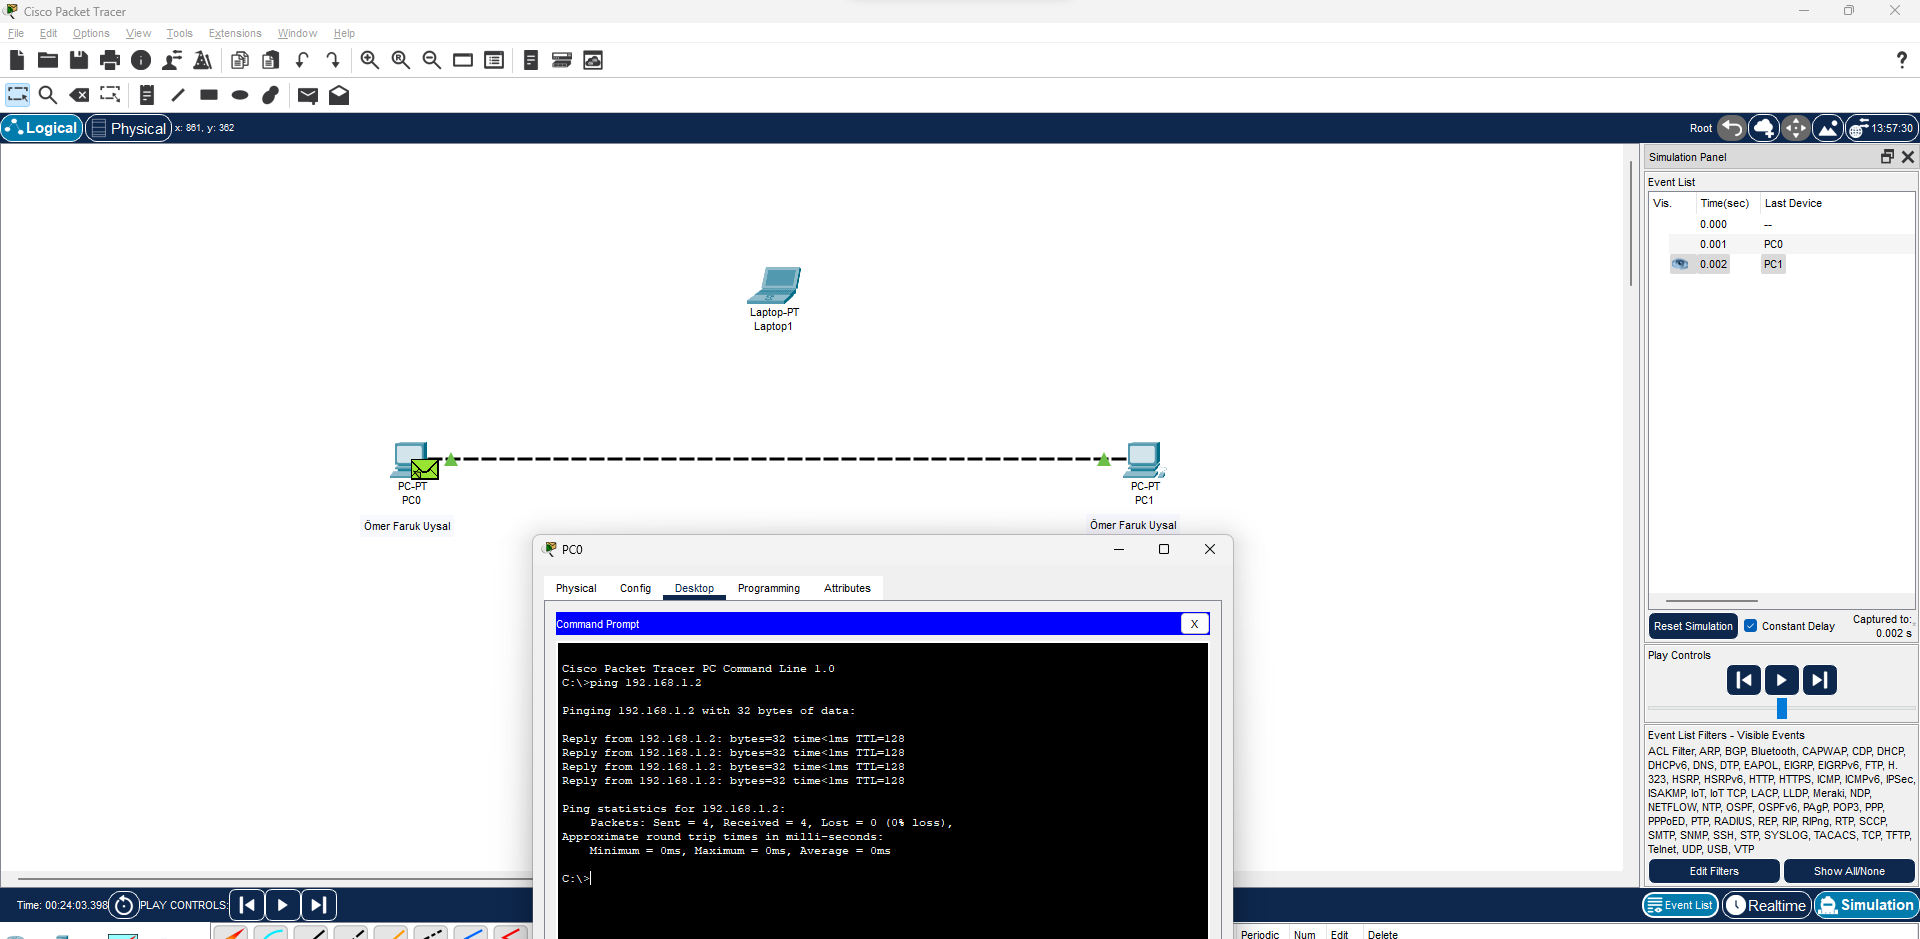 Cisco Packet Tracer
File Edit Options View Tools Extensions Window Help
Logical Physical x: 861, y: 362 Root 13:57:30
Simulation Panel
Event List
Vis. Time(sec) Last Device
0.000 --
0.001 PC0
0.002 PC1
Laptop-PT
Laptop1
PC-PT
PC0
Ömer Faruk Uysal
PC-PT
PC1
Ömer Faruk Uysal
PC0
Physical Config Desktop Programming Attributes
Command Prompt X
Cisco Packet Tracer PC Command Line 1.0
C:\>ping 192.168.1.2
Pinging 192.168.1.2 with 32 bytes of data:
Reply from 192.168.1.2: bytes=32 time<1ms TTL=128
Reply from 192.168.1.2: bytes=32 time<1ms TTL=128
Reply from 192.168.1.2: bytes=32 time<1ms TTL=128
Reply from 192.168.1.2: bytes=32 time<1ms TTL=128
Ping statistics for 192.168.1.2:
Packets: Sent = 4, Received = 4, Lost = 0 (0% loss),
Approximate round trip times in milli-seconds:
Minimum = 0ms, Maximum = 0ms, Average = 0ms
C:\>
Reset Simulation Constant Delay Captured to:
0.002 s
Play Controls
Event List Filters - Visible Events
ACL Filter, ARP, BGP, Bluetooth, CAPWAP, CDP, DHCP,
DHCPv6, DNS, DTP, EAPOL, EIGRP, EIGRPv6, FTP, H.
323, HSRP, HSRPv6, HTTP, HTTPS, ICMP, ICMPv6, IPSec,
ISAKMP, IoT, IoT TCP, LACP, LLDP, Meraki, NDP,
NETFLOW, NTP, OSPF, OSPFv6, PAgP, POP3, PPP,
PPPoED, PTP, RADIUS, REP, RIP, RIPng, RTP, SCCP,
SMTP, SNMP, SSH, STP, SYSLOG, TACACS, TCP, TFTP,
Telnet, UDP, USB, VTP
Edit Filters Show All/None
Time: 00:24:03.398 PLAY CONTROLS:
Event List Realtime Simulation
Periodic Num Edit Delete